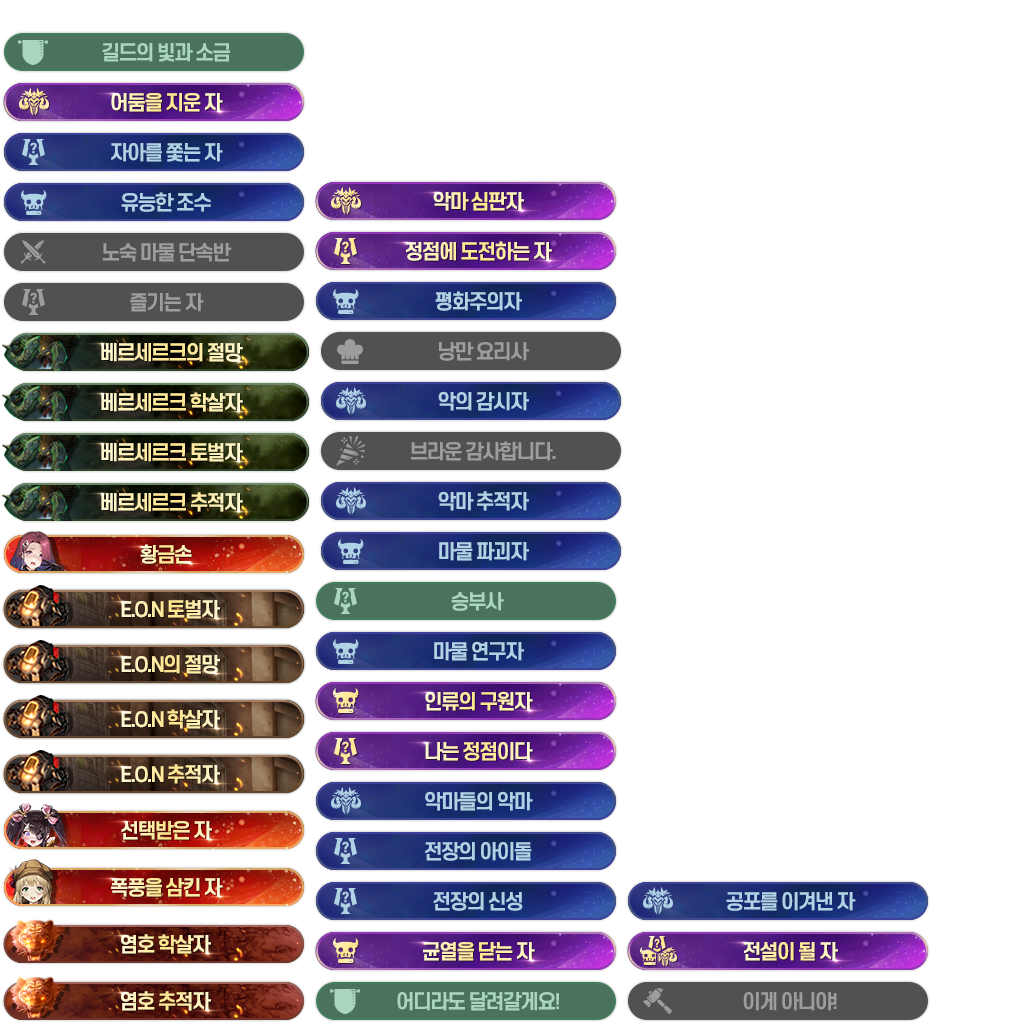 길드의 빛과 소금
어둠을 지운 자
자아를 쫓는 자
유능한 조수
노숙 마물 단속반
즐기는 자
베르세르크의 절망
베르세르크 학살자
베르세르크 토벌자
베르세르크 추적자
황금손
E.O.N 토벌자
E.O.N의 절망
E.O.N 학살자
E.O.N 추적자
선택받은 자
폭풍을 삼킨 자
염호 학살자
염호 추적자
악마 심판자
정점에 도전하는 자
평화주의자
낭만 요리사
악의 감시자
브라운 감사합니다.
악마 추적자
마물 파괴자
승부사
마물 연구자
인류의 구원자
나는 정점이다
악마들의 악마
전장의 아이돌
전장의 신성
균열을 닫는 자
어디라도 달려갈게요!
공포를 이겨낸 자
전설이 될 자
이게 아니야!